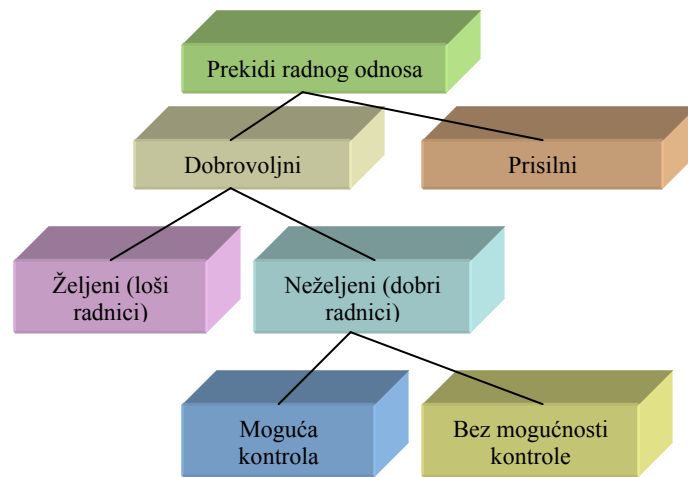 Prekidi radnog odnosa
Dobrovoljni
Prisilni
Željeni (loši
radnici)
Neželjeni (dobri
radnici)
Moguća
kontrola
Bez mogućnosti
kontrole